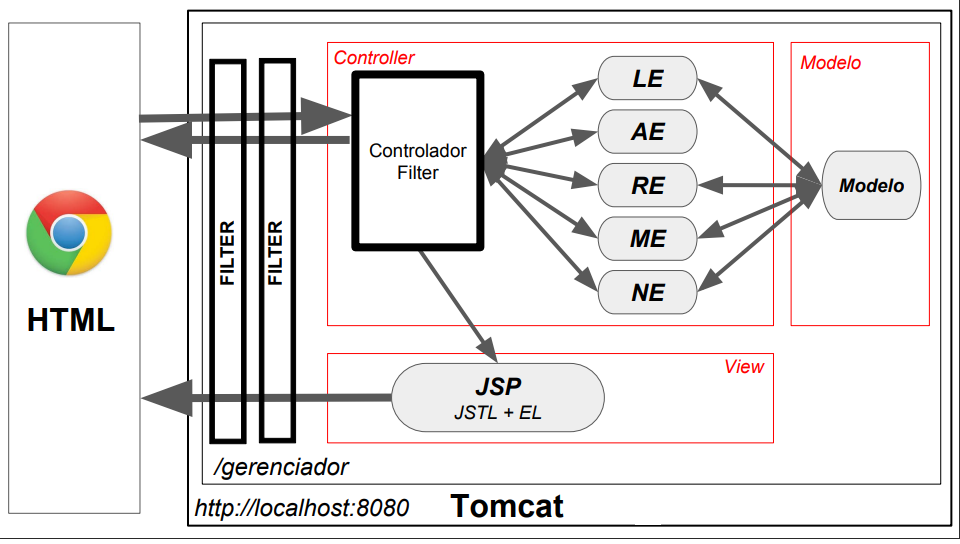 Controller
Modelo
LE
AE
RE
ME
NE
Controlador
Filter
Modelo
FILTER
FILTER
HTML
View
JSP
JSTL + EL
/gerenciador
http://localhost:8080
Tomcat